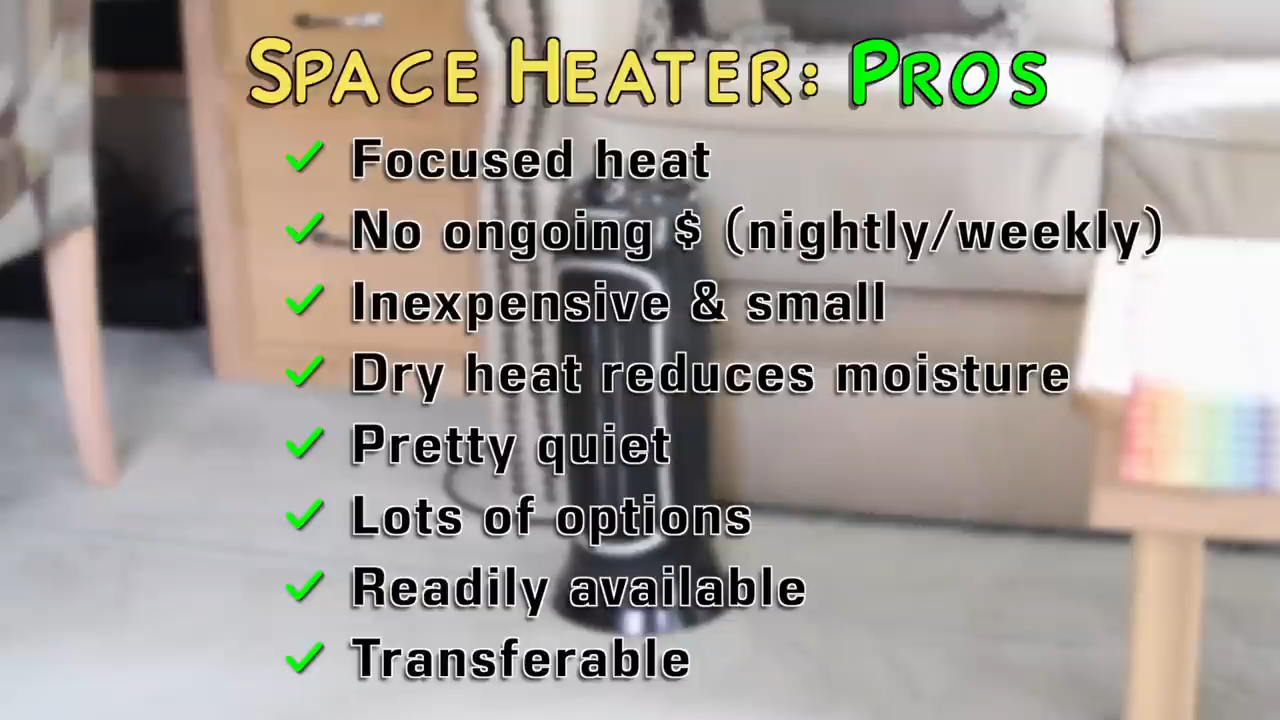 SPACE HEATER: PROS
✓ Focused heat
✓ No ongoing $ (nightly/weekly)
✓ Inexpensive & small
✓ Dry heat reduces moisture
✓ Pretty quiet
✓ Lots of options
✓ Readily available
✓ Transferable